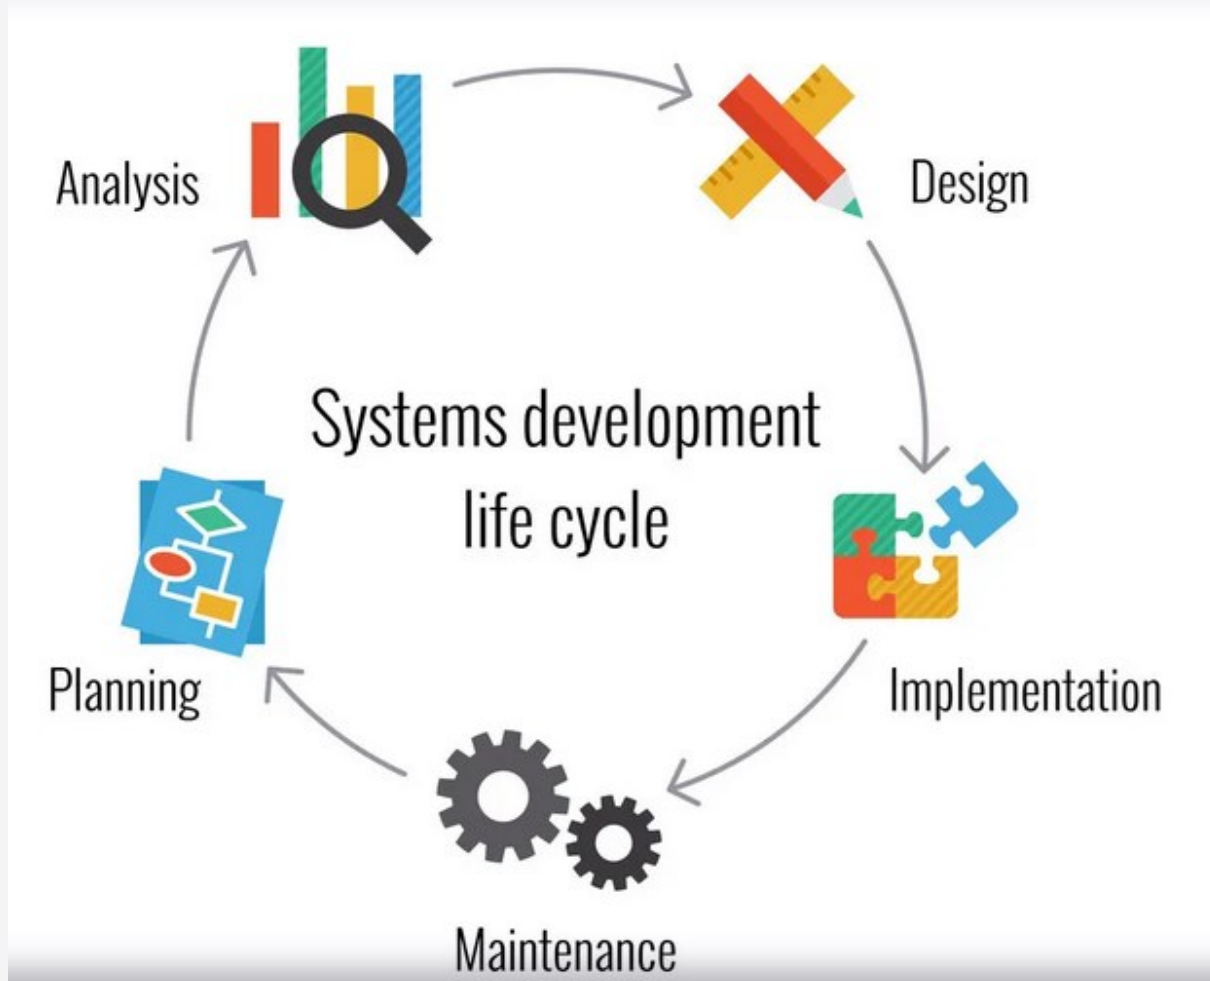 Analysis
Design
Systems development
life cycle
Planning
Implementation
Maintenance